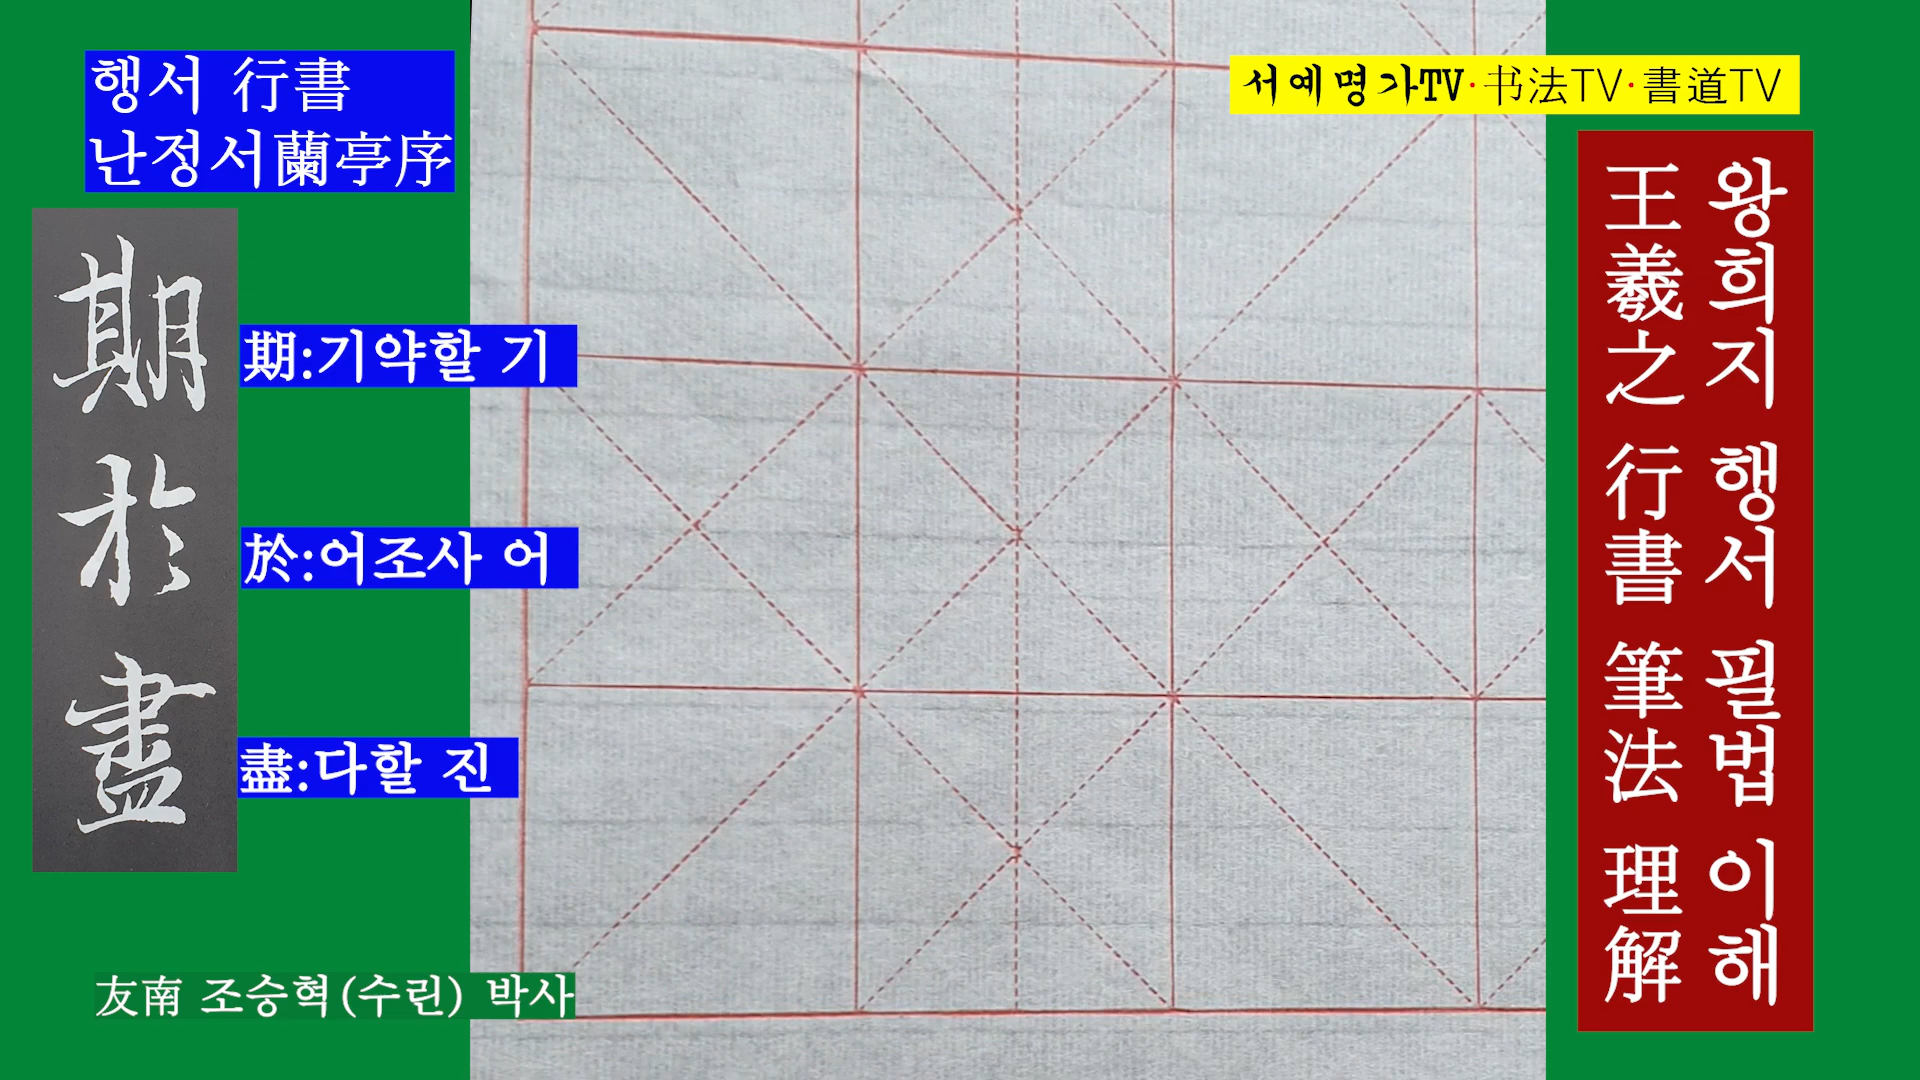 행서 行書
난정서蘭亭序
서예명가TV·书法TV·書道TV
期
於
盡
期:기약할 기
於:어조사 어
盡:다할 진
왕희지 행서 필법 이해
王羲之 行書 筆法 理解
友南 조승혁(수린) 박사